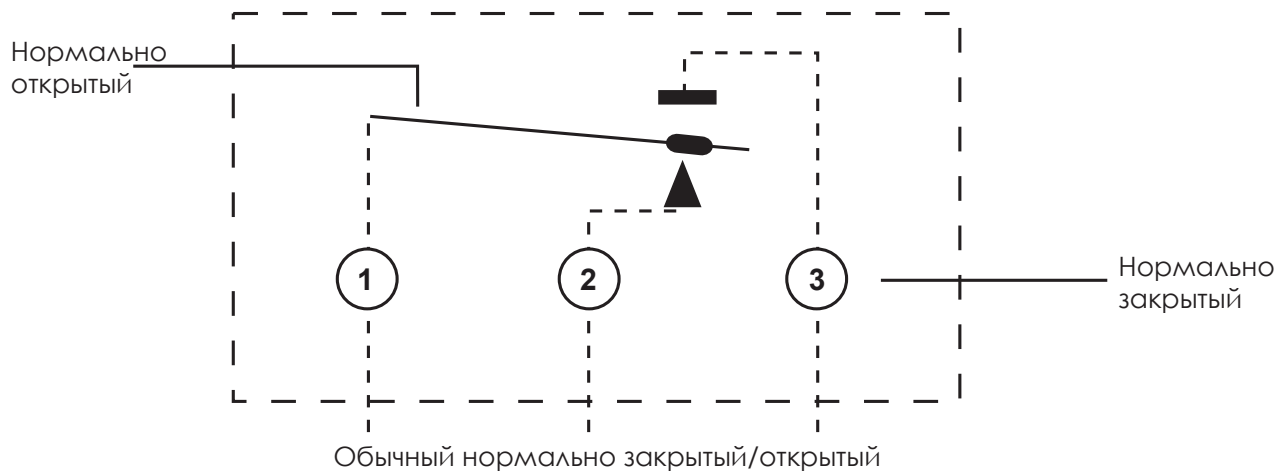 Нормально
открытый
1
2
3
Нормально
закрытый
Обычный нормально закрытый/открытый